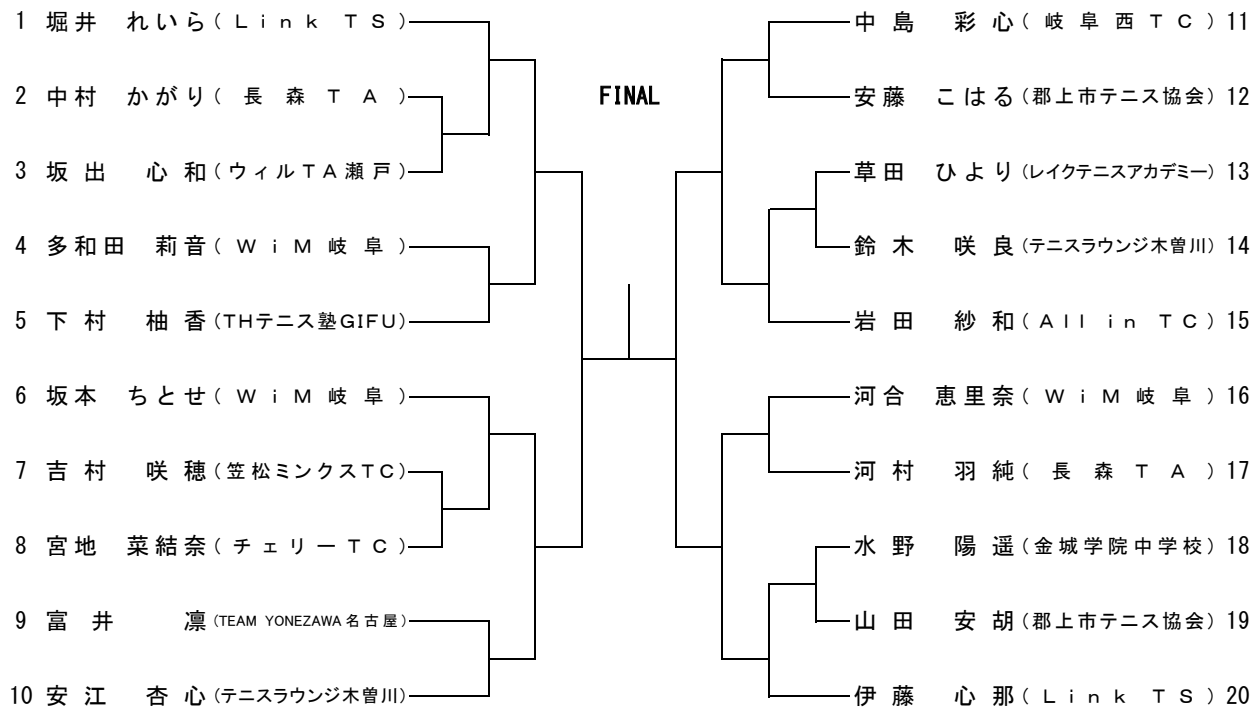 1 堀井 れいら(Link TS)
2 中村 かがり(長森TA)
3 坂出 心和(ウィルTA瀬戸)
4 多和田 莉音(WiM岐阜)
5 下村 柚香(THテニス塾GIFU)
6 坂本 ちとせ(WiM岐阜)
7 吉村 咲穂(笠松ミンクスTC)
8 宮地 菜結奈(チェリーTC)
9 富井 凛(TEAM YONEZAWA名古屋)
10 安江 杏心(テニスラウンジ木曽川)
FINAL
中島 彩心(岐阜西TC) 11
安藤 こはる(郡上市テニス協会) 12
草田 ひより(レイクテニスアカデミー) 13
鈴木 咲良(テニスラウンジ木曽川) 14
岩田 紗和(All in TC) 15
河合 恵里奈(WiM岐阜) 16
河村 羽純(長森TA) 17
水野 陽遥(金城学院中学校) 18
山田 安胡(郡上市テニス協会) 19
伊藤 心那(Link TS) 20